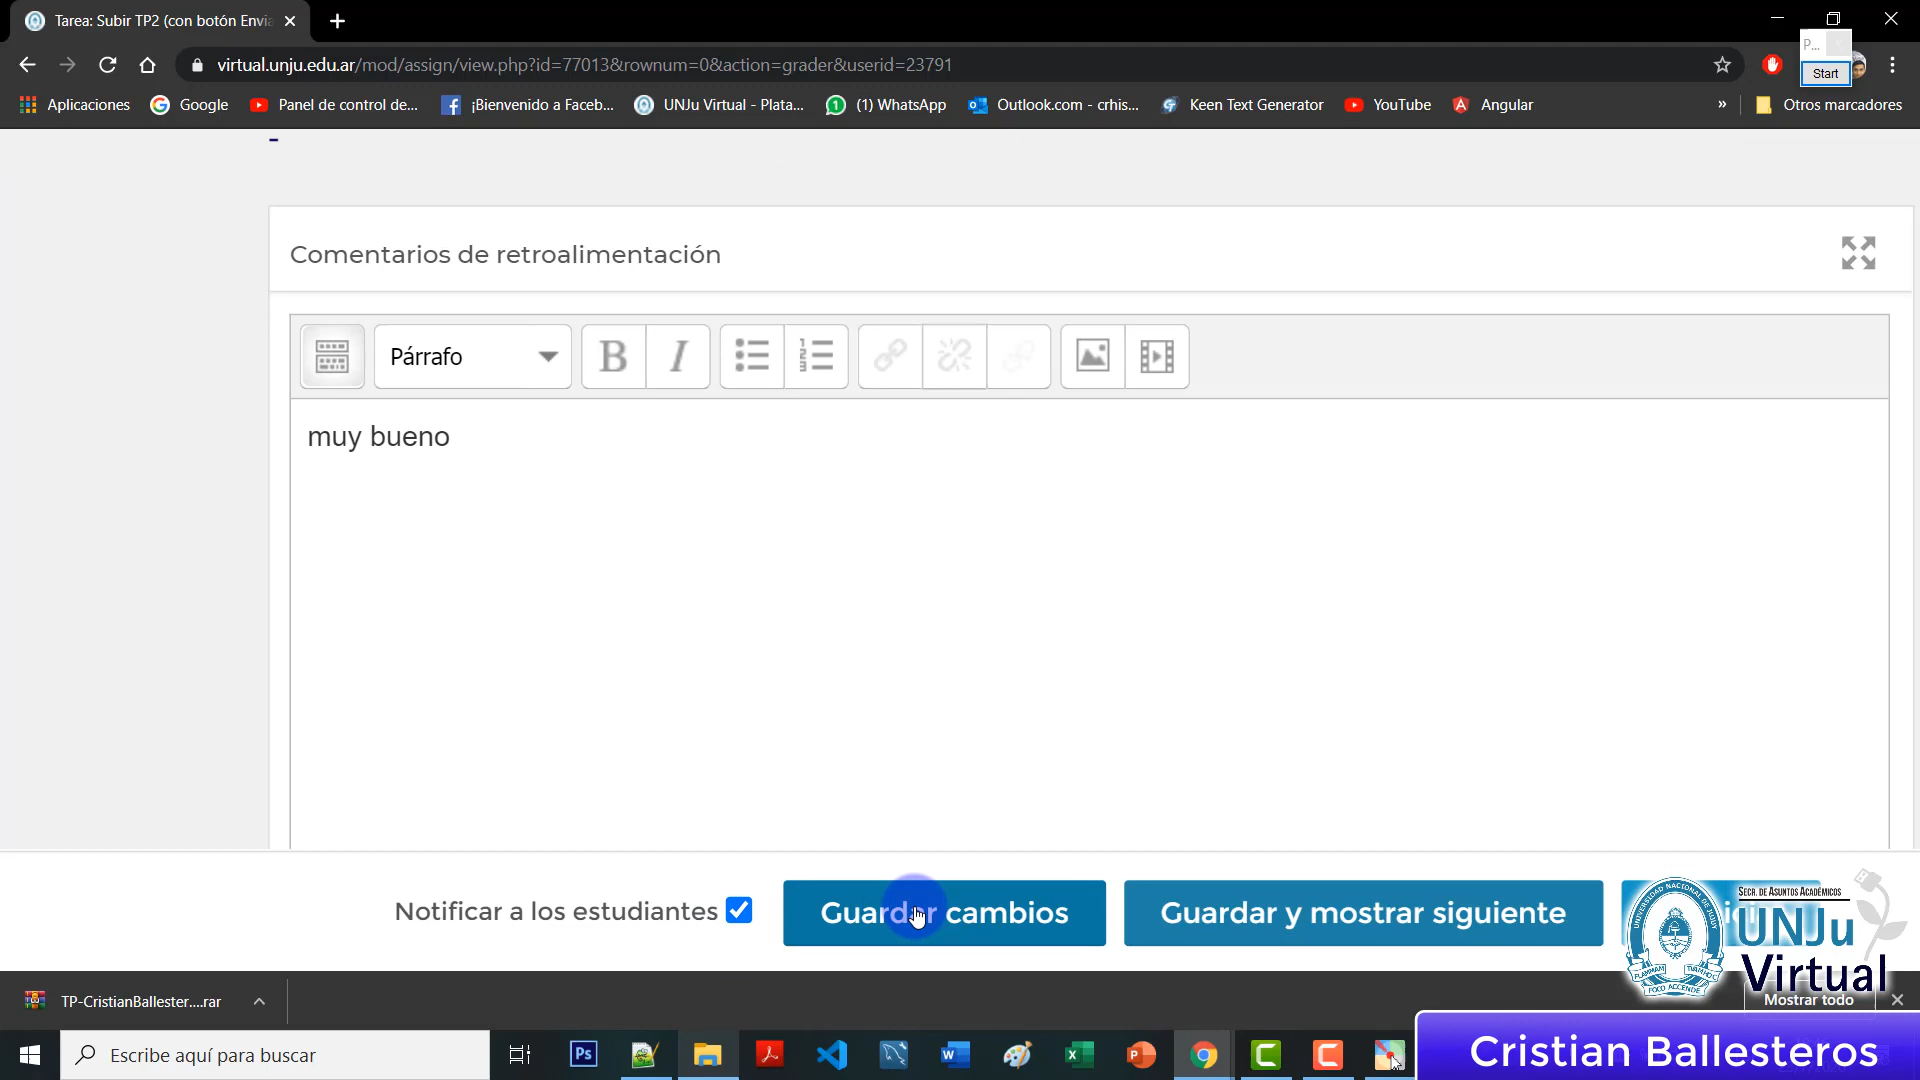 Tarea: Subir TP2 (con botón Envia
P...
virtual.unju.edu.ar/mod/assign/view.php?id=77013&rownum=0&action=grader&userid=23791
Start
Aplicaciones
Google
Panel de control de...
¡Bienvenido a Faceb...
UNJu Virtual - Plata...
(1) WhatsApp
Outlook.com - crhis...
Keen Text Generator
YouTube
Angular
»
Otros marcadores
Comentarios de retroalimentación
Párrafo
B
I
muy bueno
Notificar a los estudiantes
Guardar cambios
Guardar y mostrar siguiente
SECR. DE ASUNTOS ACADÉMICOS
UNJu
Virtual
TP-CristianBallester....rar
Mostrar todo
Escribe aquí para buscar
Cristian Ballesteros